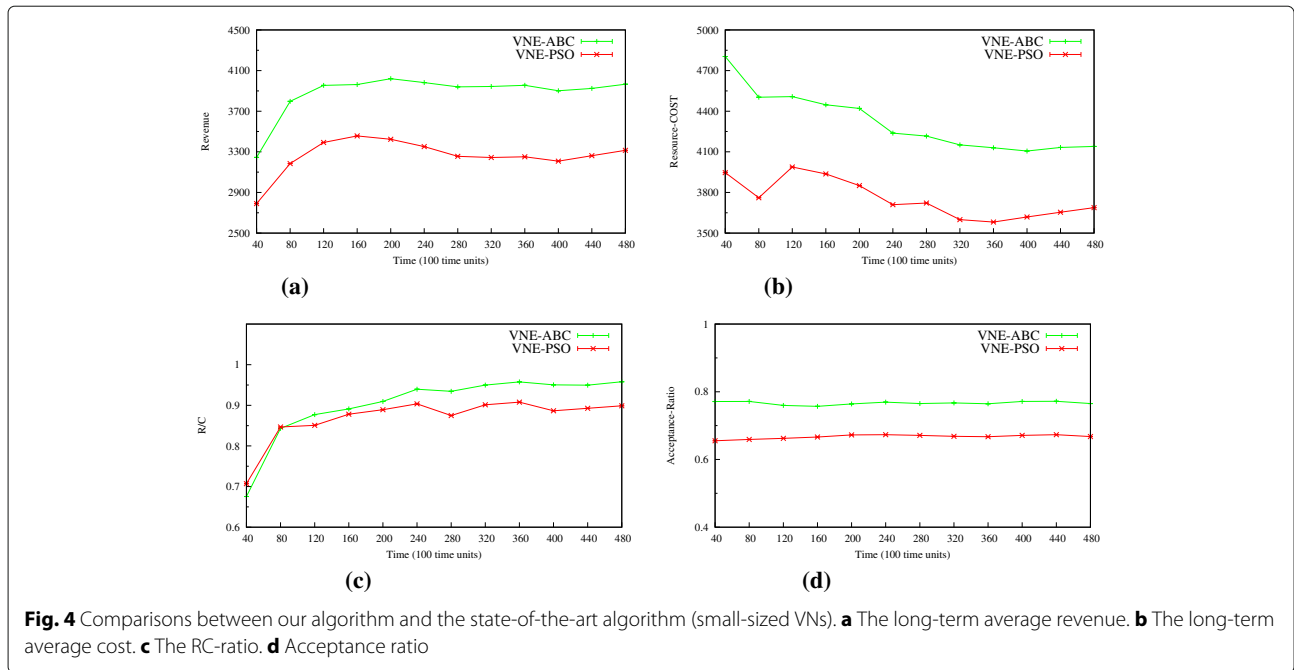 4500
4100
3700
3300
2900
2500
Revenue
VNE-ABC
VNE-PSO
40 80 120 160 200 240 280 320 360 400 440 480
Time (100 time units)
(a)
5000
4700
4400
4100
3800
3500
Resource-COST
VNE-ABC
VNE-PSO
40 80 120 160 200 240 280 320 360 400 440 480
Time (100 time units)
(b)
1
0.9
0.8
0.7
0.6
R/C
VNE-ABC
VNE-PSO
40 80 120 160 200 240 280 320 360 400 440 480
Time (100 time units)
(c)
1
0.8
0.6
0.4
Acceptance-Ratio
VNE-ABC
VNE-PSO
40 80 120 160 200 240 280 320 360 400 440 480
Time (100 time units)
(d)
Fig. 4 Comparisons between our algorithm and the state-of-the-art algorithm (small-sized VNs). a The long-term average revenue. b The long-term
average cost. c The RC-ratio. d Acceptance ratio